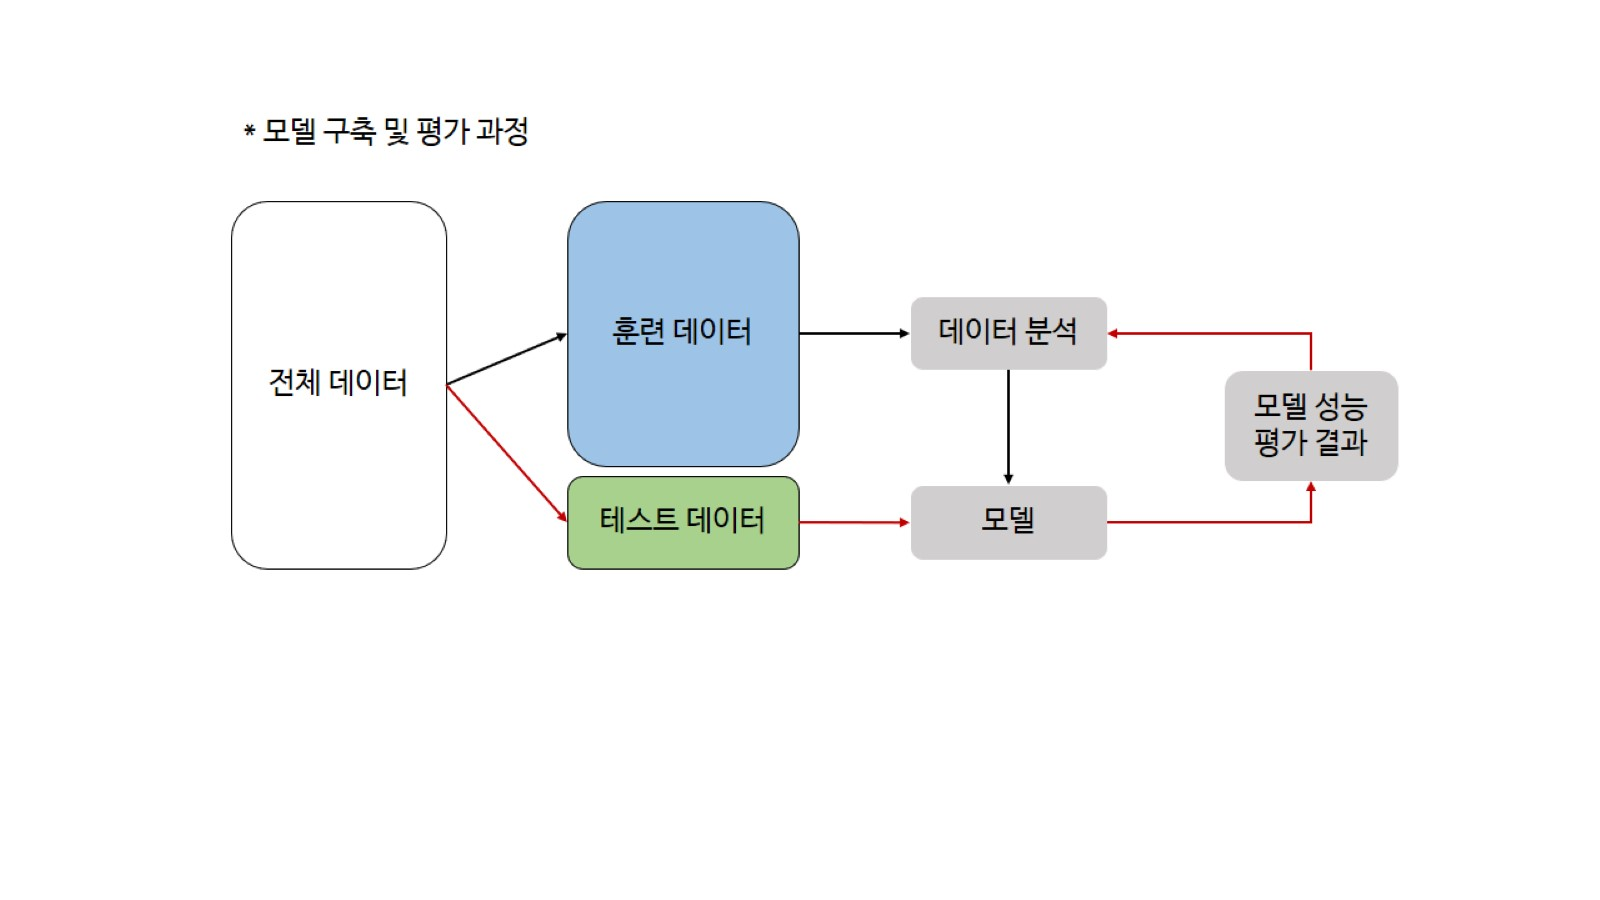 * 모델 구축 및 평가 과정
전체 데이터
훈련 데이터
테스트 데이터
데이터 분석
모델
모델 성능
평가 결과